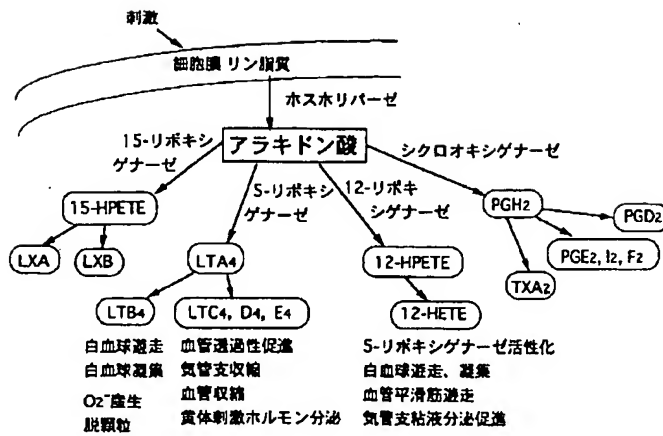 刺激
細胞膜 リン脂質
ホスホリパーゼ
アラキドン酸
15-リポキシ
ゲナーゼ
5-リポキシ
ゲナーゼ
12-リポキ
シゲナーゼ
シクロオキシゲナーゼ
15-HPETE
LXA
LXB
LTA4
LTB4
LTC4, D4, E4
12-HPETE
12-HETE
PGH2
PGD2
PGE2, I2, F2
TXA2
白血球遊走
白血球凝集
O2⁻産生
脱顆粒
血管透過性促進
気管支収縮
血管収縮
黄体刺激ホルモン分泌
5-リポキシゲナーゼ活性化
白血球遊走、凝集
血管平滑筋遊走
気管支粘液分泌促進